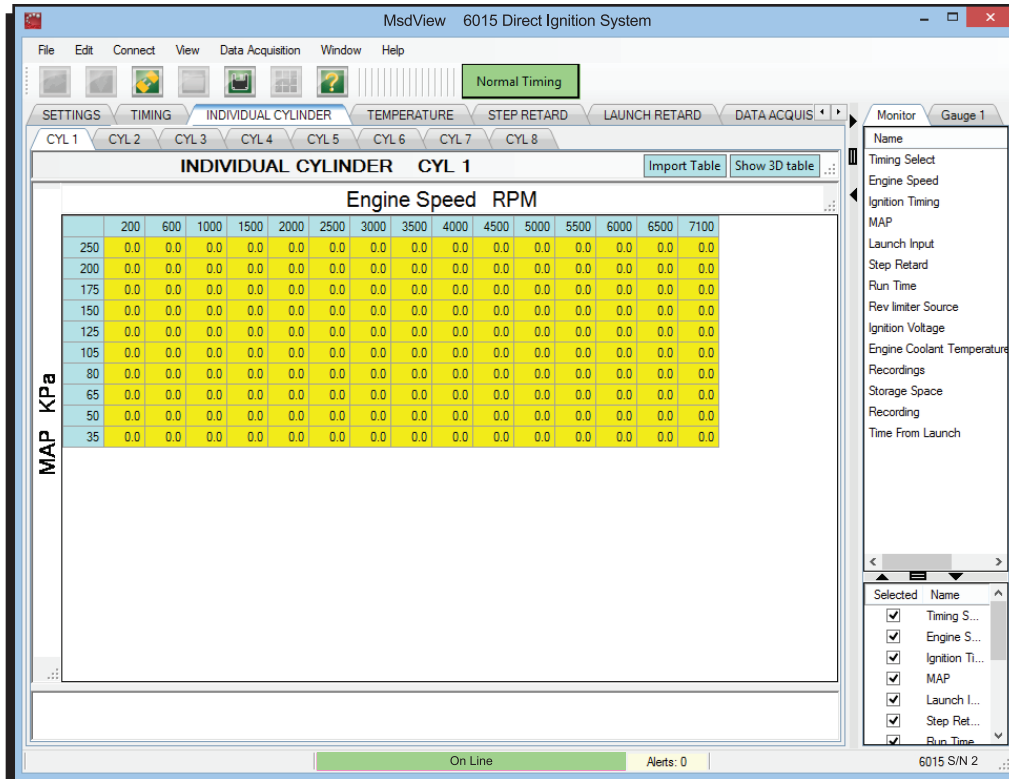 MsdView 6015 Direct Ignition System
File Edit Connect View Data Acquisition Window Help
Normal Timing
SETTINGS TIMING INDIVIDUAL CYLINDER TEMPERATURE STEP RETARD LAUNCH RETARD DATA ACQUIS
CYL 1 CYL 2 CYL 3 CYL 4 CYL 5 CYL 6 CYL 7 CYL 8
INDIVIDUAL CYLINDER CYL 1 Import Table Show 3D table
Engine Speed RPM
200 600 1000 1500 2000 2500 3000 3500 4000 4500 5000 5500 6000 6500 7100
250 0.0 0.0 0.0 0.0 0.0 0.0 0.0 0.0 0.0 0.0 0.0 0.0 0.0 0.0 0.0
200 0.0 0.0 0.0 0.0 0.0 0.0 0.0 0.0 0.0 0.0 0.0 0.0 0.0 0.0 0.0
175 0.0 0.0 0.0 0.0 0.0 0.0 0.0 0.0 0.0 0.0 0.0 0.0 0.0 0.0 0.0
150 0.0 0.0 0.0 0.0 0.0 0.0 0.0 0.0 0.0 0.0 0.0 0.0 0.0 0.0 0.0
125 0.0 0.0 0.0 0.0 0.0 0.0 0.0 0.0 0.0 0.0 0.0 0.0 0.0 0.0 0.0
105 0.0 0.0 0.0 0.0 0.0 0.0 0.0 0.0 0.0 0.0 0.0 0.0 0.0 0.0 0.0
80 0.0 0.0 0.0 0.0 0.0 0.0 0.0 0.0 0.0 0.0 0.0 0.0 0.0 0.0 0.0
65 0.0 0.0 0.0 0.0 0.0 0.0 0.0 0.0 0.0 0.0 0.0 0.0 0.0 0.0 0.0
50 0.0 0.0 0.0 0.0 0.0 0.0 0.0 0.0 0.0 0.0 0.0 0.0 0.0 0.0 0.0
35 0.0 0.0 0.0 0.0 0.0 0.0 0.0 0.0 0.0 0.0 0.0 0.0 0.0 0.0 0.0
MAP KPa
Monitor Gauge 1
Name
Timing Select
Engine Speed
Ignition Timing
MAP
Launch Input
Step Retard
Run Time
Rev limiter Source
Ignition Voltage
Engine Coolant Temperature
Recordings
Storage Space
Recording
Time From Launch
Selected Name
Timing S...
Engine S...
Ignition Ti...
MAP
Launch I...
Step Ret...
Run Time
On Line Alerts: 0 6015 S/N 2